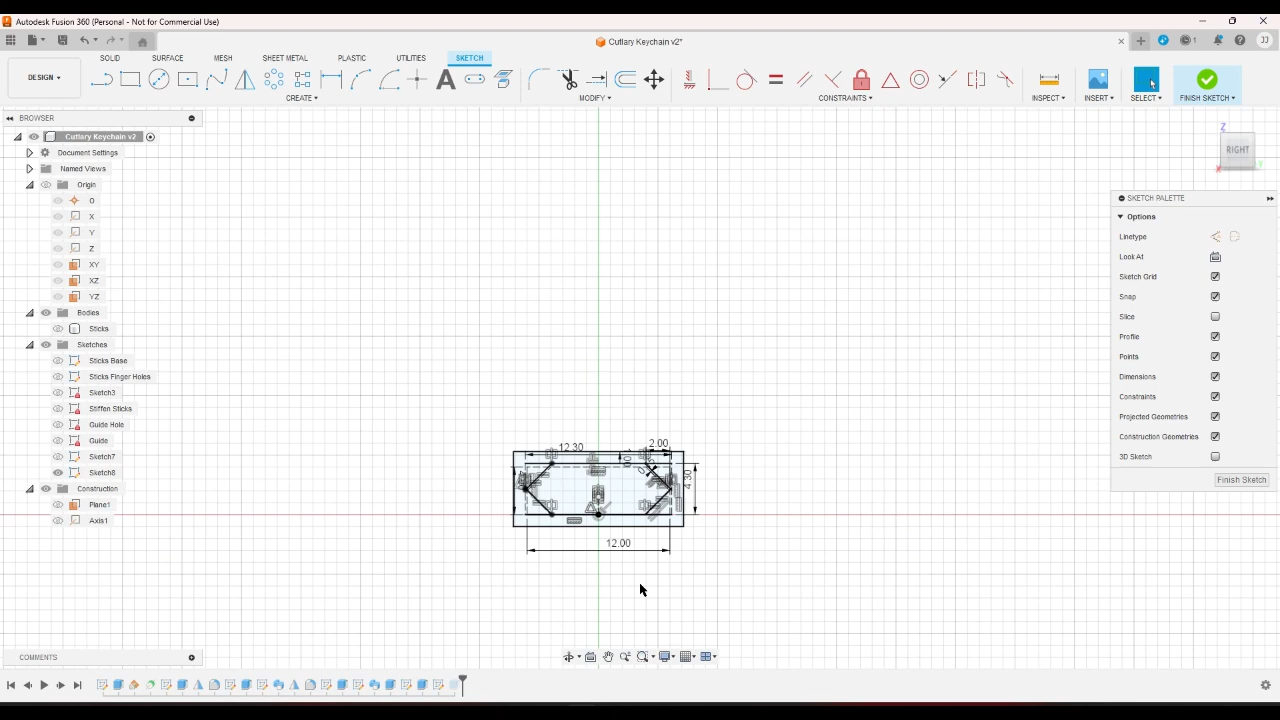 Autodesk Fusion 360 (Personal - Not for Commercial Use)
Cutlary Keychain v2*
1
JJ
DESIGN
SOLID
SURFACE
MESH
SHEET METAL
PLASTIC
UTILITIES
SKETCH
CREATE
MODIFY
CONSTRAINTS
INSPECT
INSERT
SELECT
FINISH SKETCH
BROWSER
Cutlary Keychain v2
Document Settings
Named Views
Origin
O
X
Y
Z
XY
XZ
YZ
Bodies
Sticks
Sketches
Sticks Base
Sticks Finger Holes
Sketch3
Stiffen Sticks
Guide Hole
Guide
Sketch7
Sketch8
Construction
Plane1
Axis1
Z
RIGHT
X
Y
SKETCH PALETTE
Options
Linetype
Look At
Sketch Grid
Snap
Slice
Profile
Points
Dimensions
Constraints
Projected Geometries
Construction Geometries
3D Sketch
Finish Sketch
12.30
2.00
4.30
12.00
COMMENTS